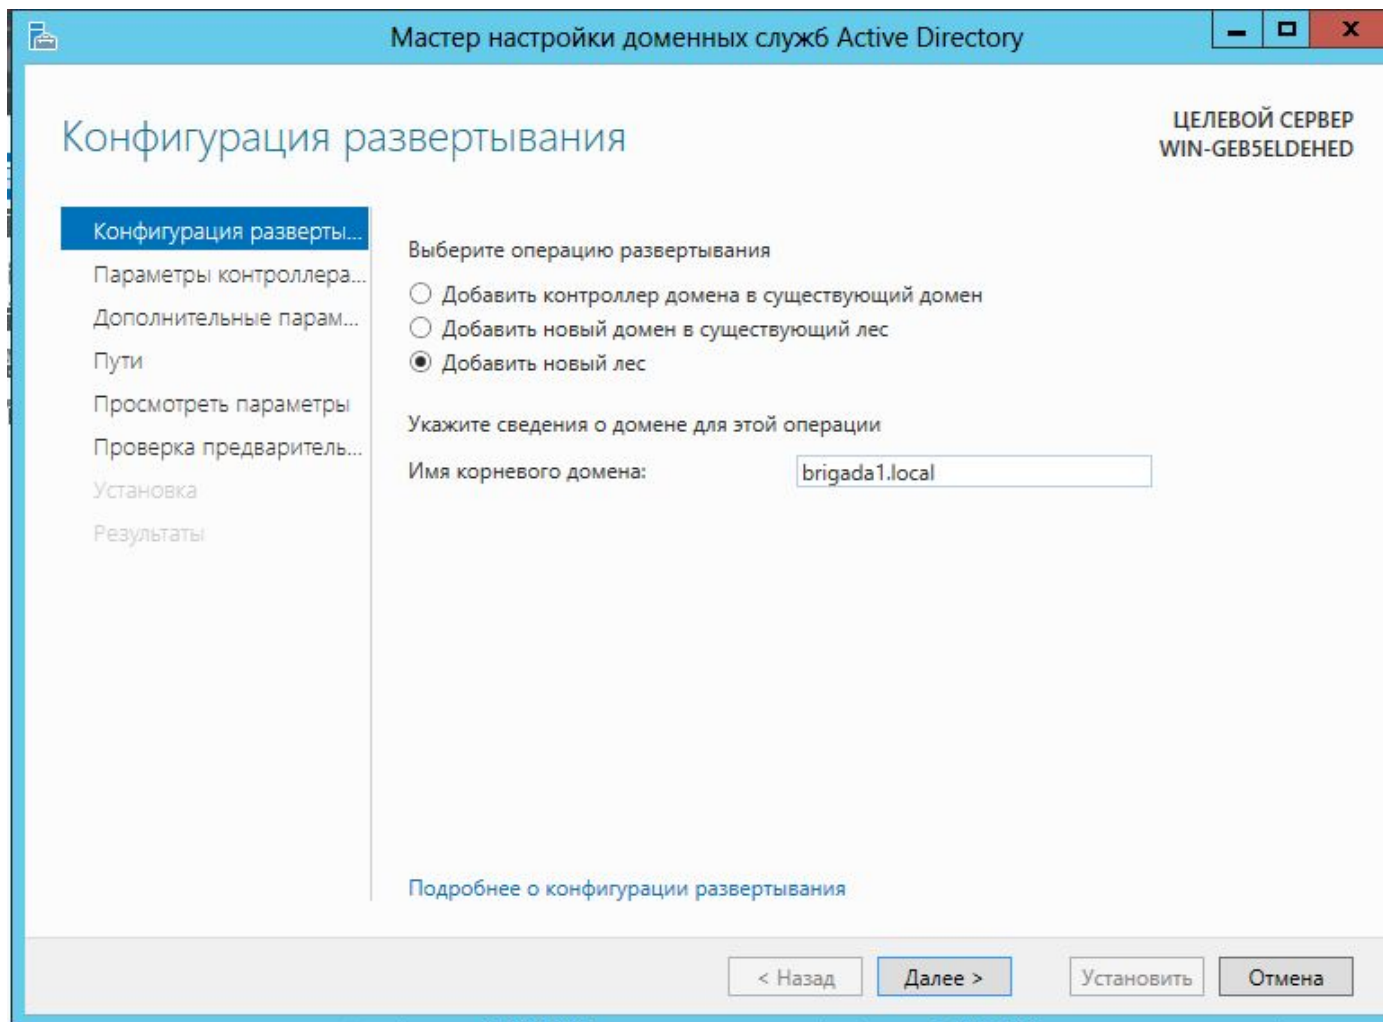 Мастер настройки доменных служб Active Directory
Конфигурация развертывания
ЦЕЛЕВОЙ СЕРВЕР
WIN-GEB5ELDEHED
Конфигурация разверты...
Параметры контроллера...
Дополнительные парам...
Пути
Просмотреть параметры
Проверка предваритель...
Установка
Результаты
Выберите операцию развертывания
Добавить контроллер домена в существующий домен
Добавить новый домен в существующий лес
Добавить новый лес
Укажите сведения о домене для этой операции
Имя корневого домена: brigada1.local
Подробнее о конфигурации развертывания
< Назад Далее > Установить Отмена